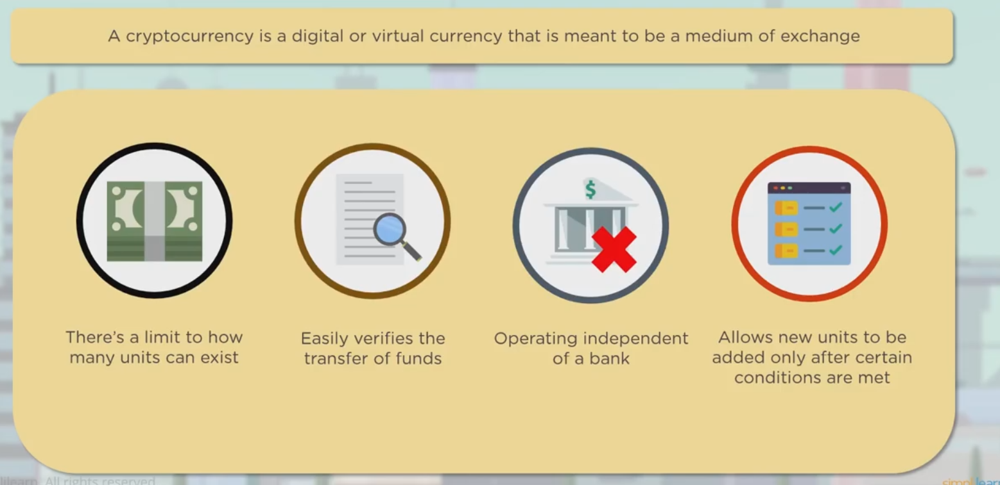 A cryptocurrency is a digital or virtual currency that is meant to be a medium of exchange
There's a limit to how
many units can exist
Easily verifies the
transfer of funds
Operating independent
of a bank
Allows new units to be
added only after certain
conditions are met
All rights reserved